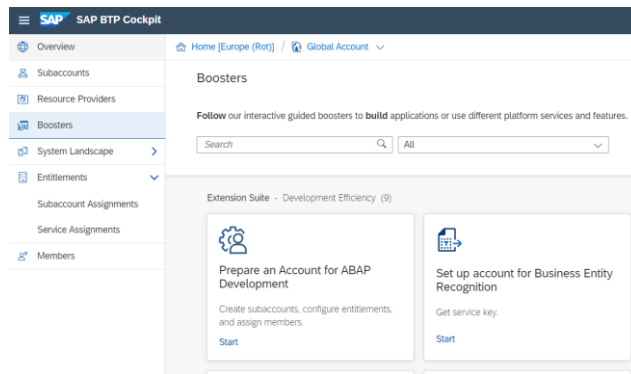 SAP SAP BTP Cockpit
Overview
Subaccounts
Resource Providers
Boosters
System Landscape
Entitlements
Subaccount Assignments
Service Assignments
Members
Home [Europe (Rot)] / Global Account
Boosters
Follow our interactive guided boosters to build applications or use different platform services and features.
Search
All
Extension Suite - Development Efficiency (9)
Prepare an Account for ABAP
Development
Create subaccounts, configure entitlements,
and assign members.
Start
Set up account for Business Entity
Recognition
Get service key.
Start